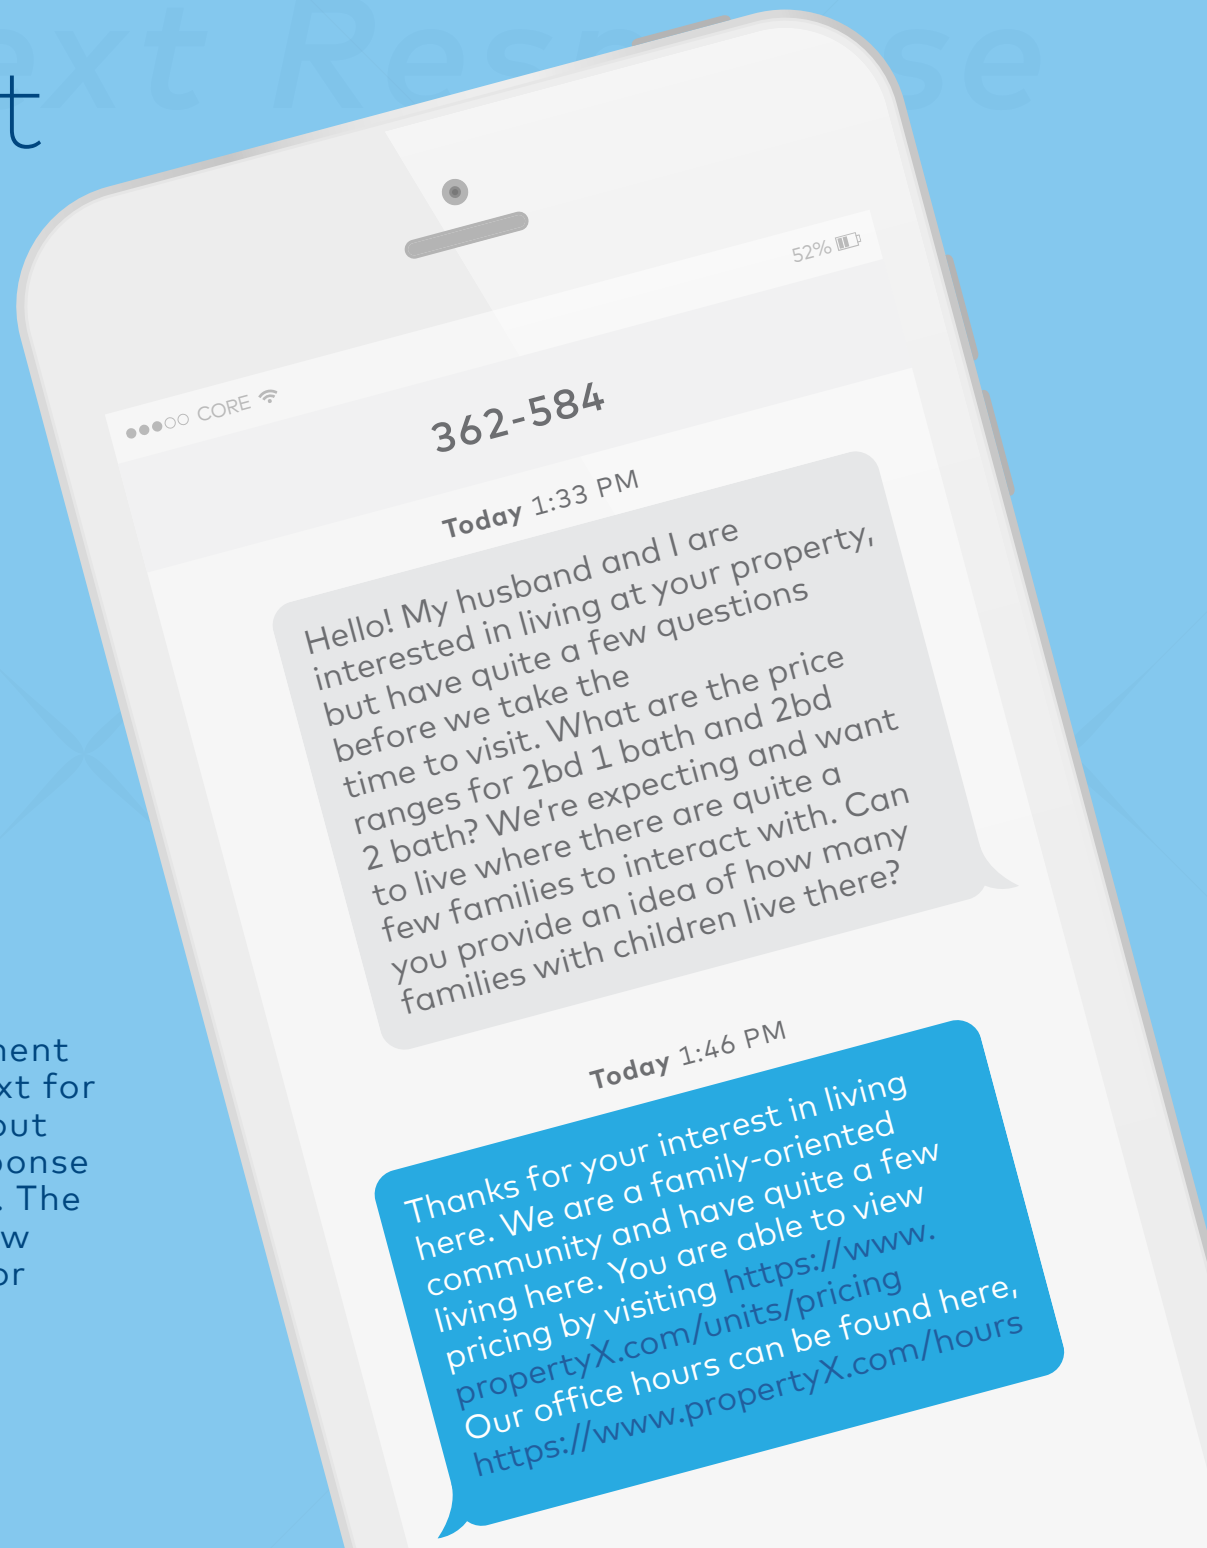 ext Res se
t
52%
CORE
362-584
Today 1:33 PM
Hello! My husband and I are
interested in living at your property,
but have quite a few questions
before we take the
time to visit. What are the price
ranges for 2bd 1 bath and 2bd
2 bath? We're expecting and want
to live where there are quite a
few families to interact with. Can
you provide an idea of how many
families with children live there?
Today 1:46 PM
Thanks for your interest in living
here. We are a family-oriented
community and have quite a few
living here. You are able to view
pricing by visiting https://www.
propertyX.com/units/pricing
Our office hours can be found here,
https://www.propertyX.com/hours
nent
xt for
out
onse
. The
w
or